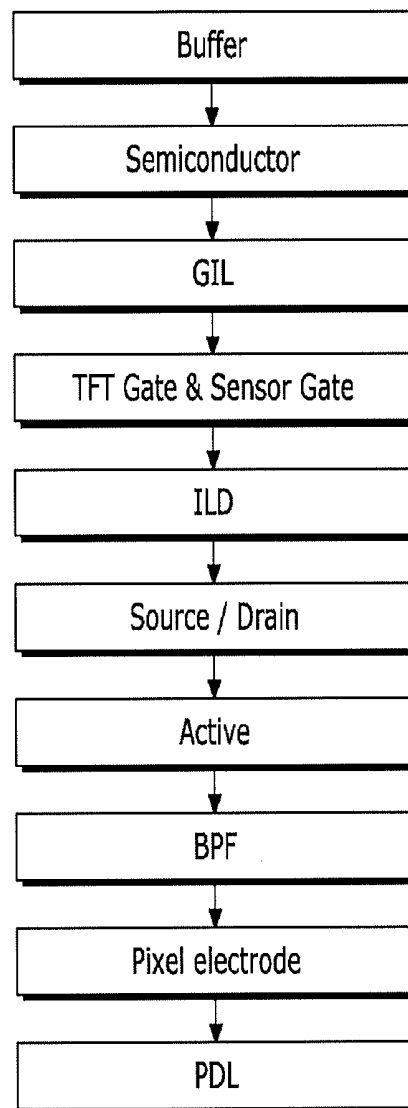 Buffer
Semiconductor
GIL
TFT Gate & Sensor Gate
ILD
Source / Drain
Active
BPF
Pixel electrode
PDL